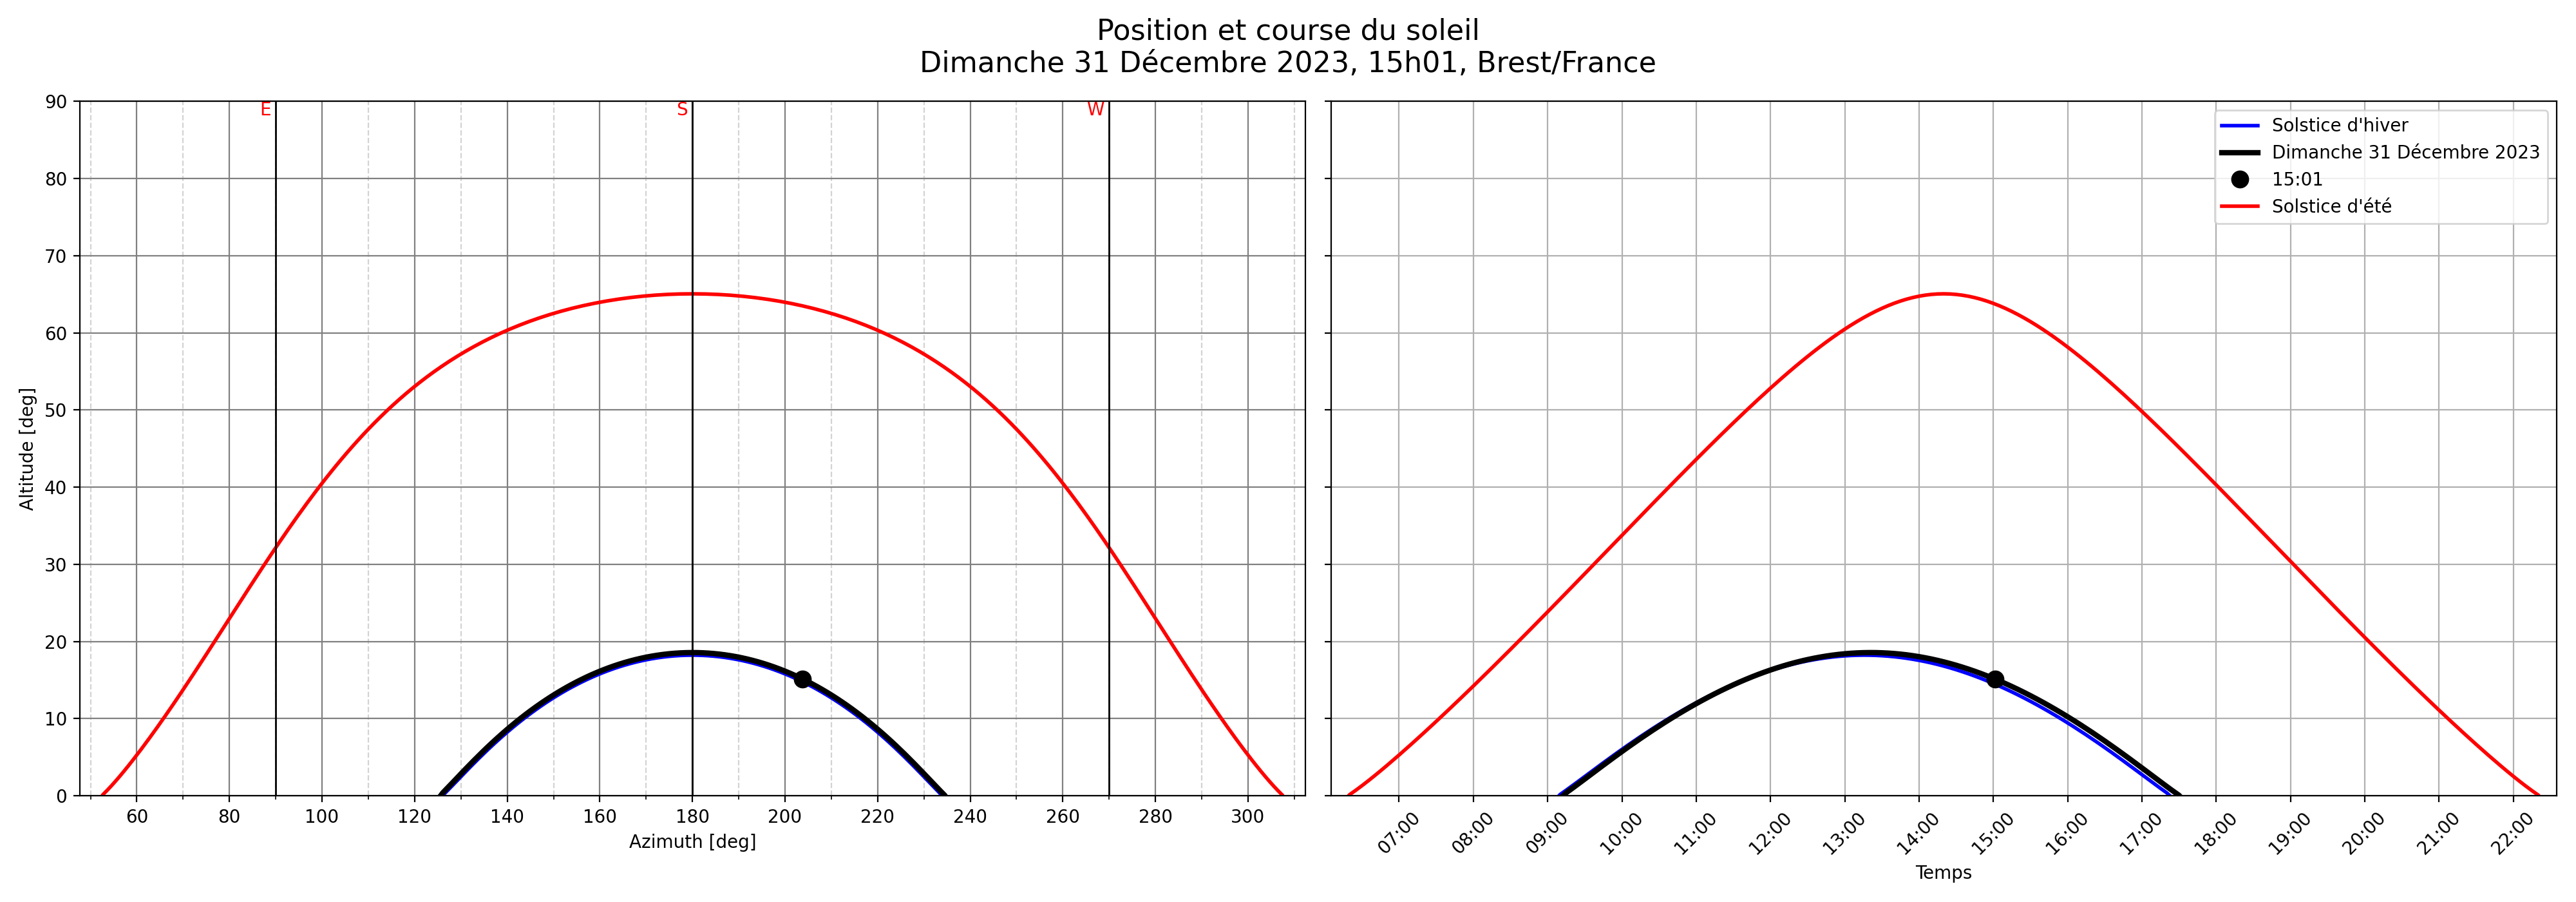 Position et course du soleil
Dimanche 31 Décembre 2023, 15h01, Brest/France
E
S
W
90
80
70
60
50
40
30
20
10
0
Altitude [deg]
60 80 100 120 140 160 180 200 220 240 260 280 300
Azimuth [deg]
Solstice d'hiver
Dimanche 31 Décembre 2023
15:01
Solstice d'été
07:00 08:00 09:00 10:00 11:00 12:00 13:00 14:00 15:00 16:00 17:00 18:00 19:00 20:00 21:00 22:00
Temps